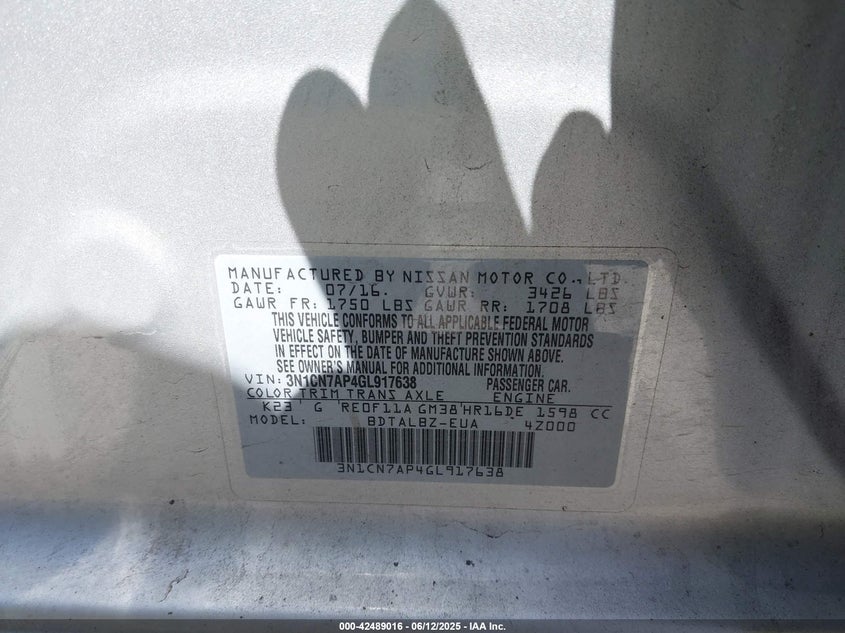 MANUFACTURED BY NISSAN MOTOR CO., LTD.
DATE: 07/16. GVWR: 3426 LBS
GAWR FR: 1750 LBS GAWR RR: 1708 LBS
THIS VEHICLE CONFORMS TO ALL APPLICABLE FEDERAL MOTOR
VEHICLE SAFETY, BUMPER AND THEFT PREVENTION STANDARDS
IN EFFECT ON THE DATE OF MANUFACTURE SHOWN ABOVE.
SEE OWNER'S MANUAL FOR ADDITIONAL INFORMATION.
VIN: 3N1CN7AP4GL917638 PASSENGER CAR.
COLOR TRIM TRANS AXLE ENGINE
K23 G RE0F11A GM38 HR16DE 1598 CC
MODEL: BDTALBZ-EUA 4Z000
3N1CN7AP4GL917638
000-42489016 - 06/12/2025 - IAA Inc.